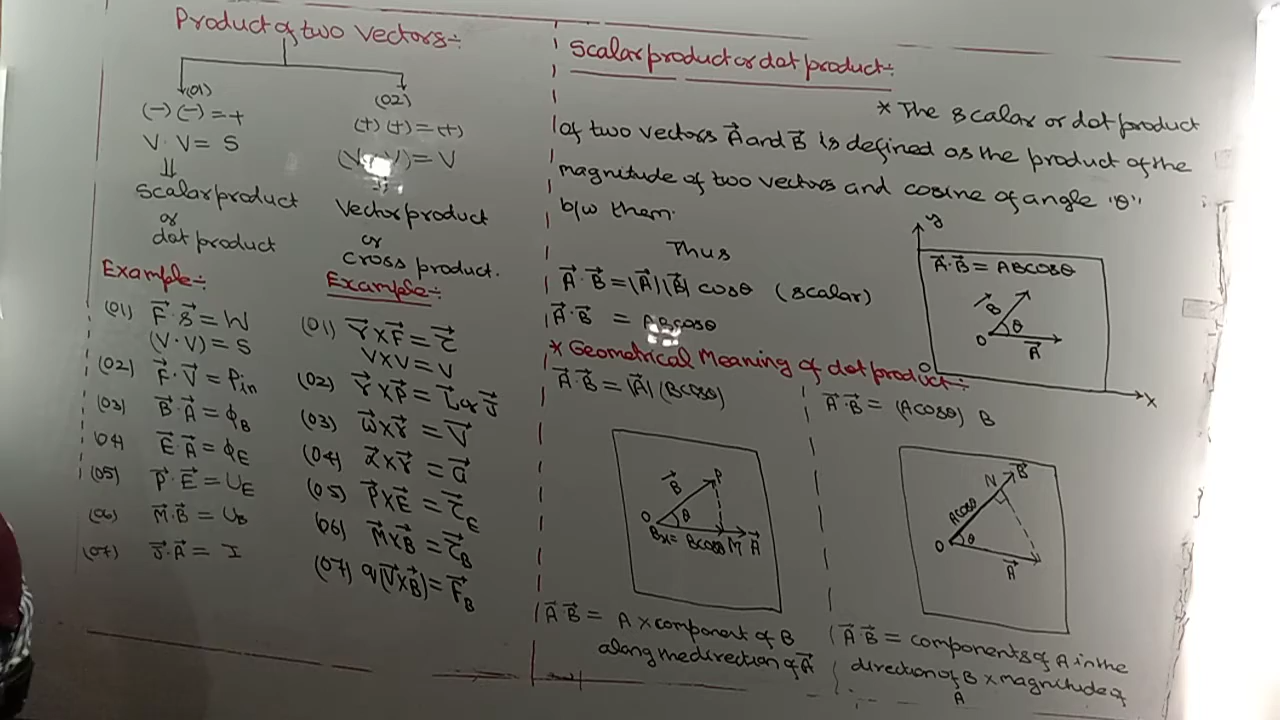 Product of two Vectors:-
(01)
(-) (-) = +
V · V = S
⇓
Scalar product
or
dot product
(02)
(+) (+) = (+)
(V × V) = V
⇓
Vector product
or
cross product.
Example:-
(01) F⃗·S⃗ = W
(V·V) = S
(02) F⃗·V⃗ = Pin
(03) B⃗·A⃗ = ϕB
(04) E⃗·A⃗ = ϕE
(05) P⃗·E⃗ = UE
(06) M⃗·B⃗ = UB
(07) J⃗·A⃗ = I
Example:-
(01) r⃗×F⃗ = τ⃗
V×V = V
(02) r⃗×P⃗ = L⃗ or J⃗
(03) ω⃗×r⃗ = V⃗
(04) α⃗×r⃗ = a⃗
(05) P⃗×E⃗ = τ⃗E
(06) M⃗×B⃗ = τ⃗B
(07) q(V⃗×B⃗) = F⃗B
Scalar product or dot product:-
* The scalar or dot product
of two vectors A⃗ and B⃗ is defined as the product of the
magnitude of two vectors and cosine of angle "θ"
b/w them.
Thus
A⃗·B⃗ = |A⃗| |B⃗| cosθ (scalar)
A⃗·B⃗ = ABcosθ
y
A⃗·B⃗ = ABcosθ
B⃗
θ
O
A⃗
O
x
* Geometrical Meaning of dot product:-
A⃗·B⃗ = |A⃗| (Bcosθ)
P
B⃗
O
θ
Bx = Bcosθ M A⃗
A⃗ B⃗ = A × component of B
along the direction of A⃗
A⃗·B⃗ = (Acosθ) B
N B⃗
Acosθ
O θ
A⃗
A⃗ B⃗ = components of A in the
direction of B × magnitude of
A